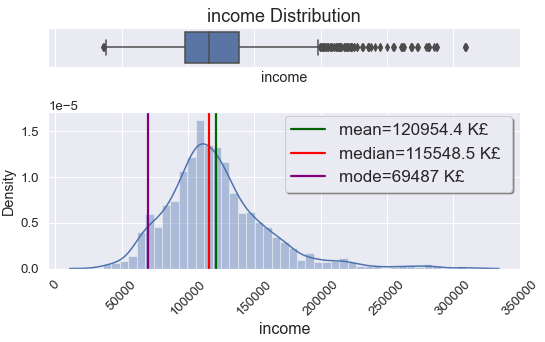 income Distribution
income
1e−5
mean=120954.4 K£
median=115548.5 K£
mode=69487 K£
1.5
1.0
0.5
0.0
Density
0
50000
100000
150000
200000
250000
300000
350000
income